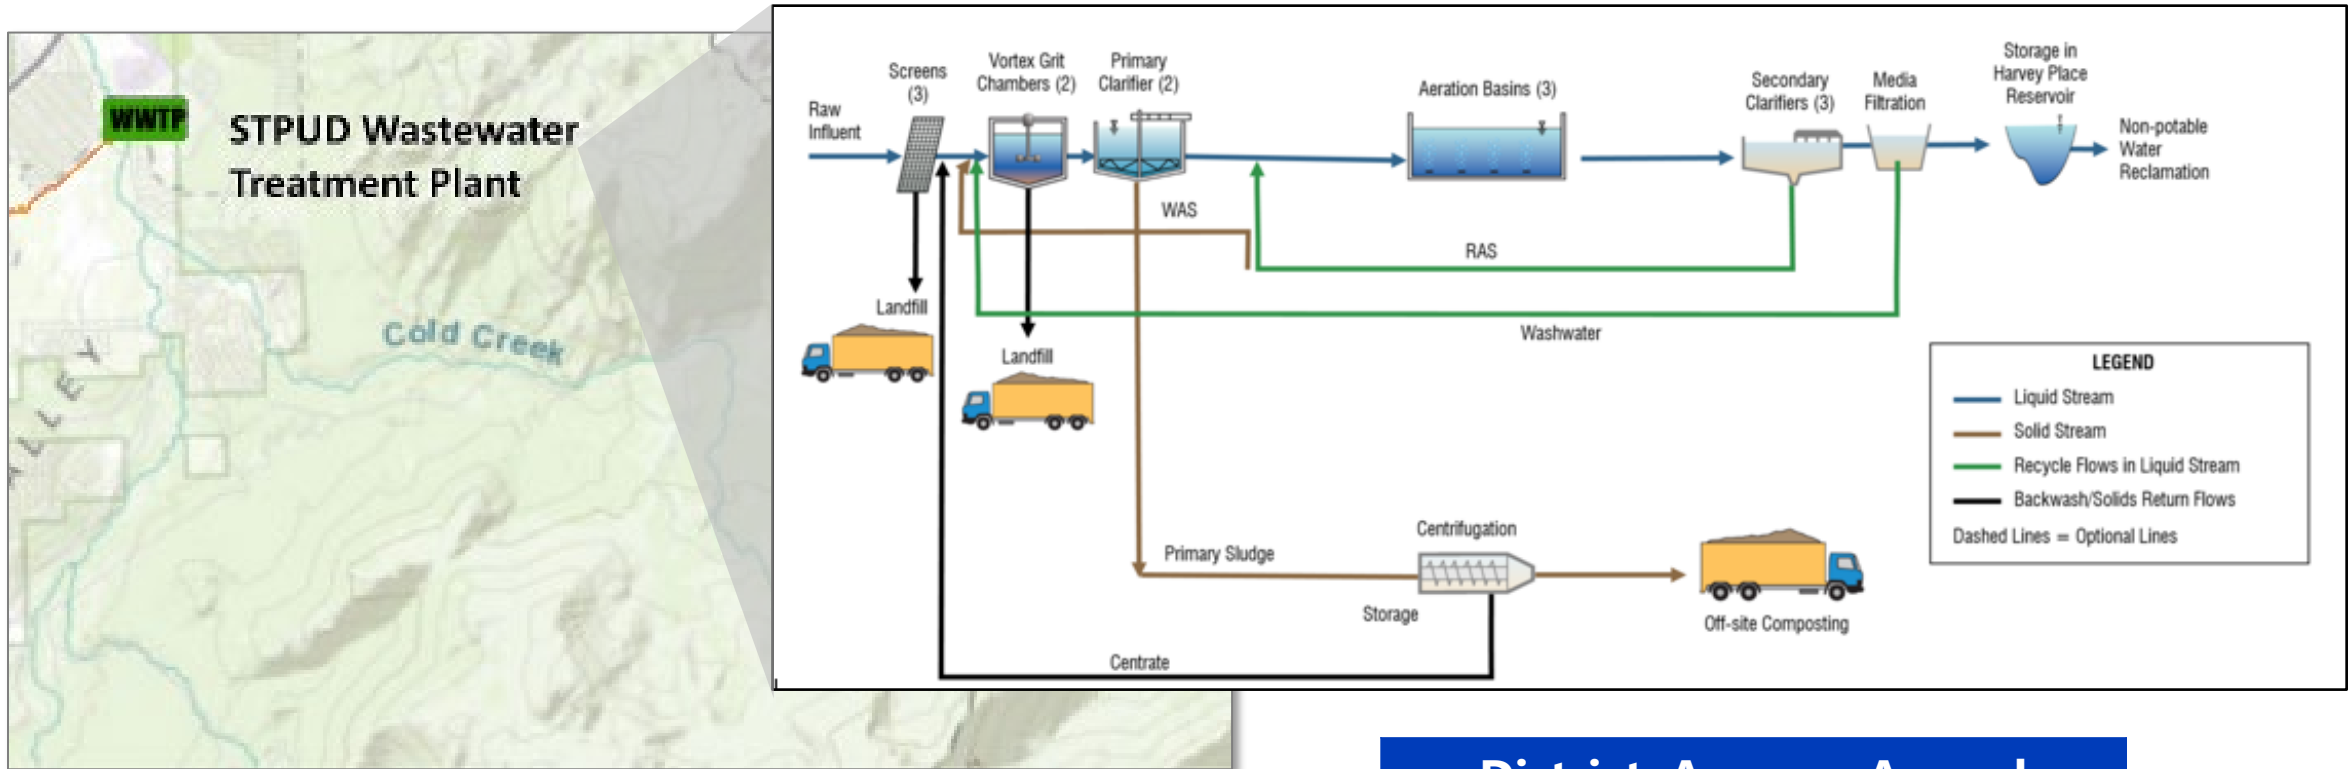 WWTP
STPUD Wastewater
Treatment Plant
Cold Creek
ALLEY
Raw
Influent
Screens
(3)
Vortex Grit
Chambers (2)
Primary
Clarifier (2)
Aeration Basins (3)
Secondary
Clarifiers (3)
Media
Filtration
Storage in
Harvey Place
Reservoir
Non-potable
Water
Reclamation
WAS
RAS
Washwater
Landfill
Landfill
LEGEND
Liquid Stream
Solid Stream
Recycle Flows in Liquid Stream
Backwash/Solids Return Flows
Dashed Lines = Optional Lines
Primary Sludge
Centrifugation
Storage
Off-site Composting
Centrate